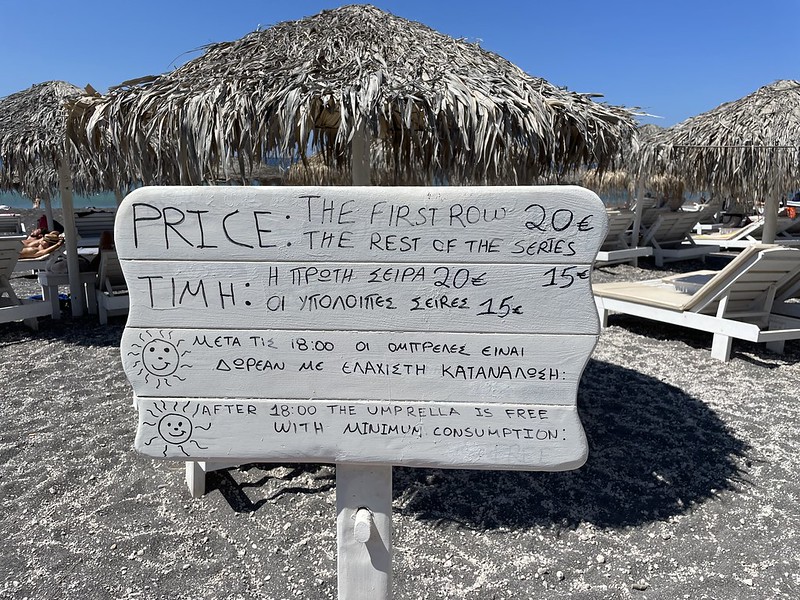 PRICE: THE FIRST ROW 20€
THE REST OF THE SERIES 15€
ΤΙΜΗ: Η ΠΡΩΤΗ ΣΕΙΡΑ 20€
ΟΙ ΥΠΟΛΟΙΠΕΣ ΣΕΙΡΕΣ 15€
ΜΕΤΑ ΤΙΣ 18:00 ΟΙ ΟΜΠΡΕΛΕΣ ΕΙΝΑΙ
ΔΩΡΕΑΝ ΜΕ ΕΛΑΧΙΣΤΗ ΚΑΤΑΝΑΛΟΣΗ:
AFTER 18:00 THE UMPRELLA IS FREE
WITH MINIMUM CONSUMPTION: